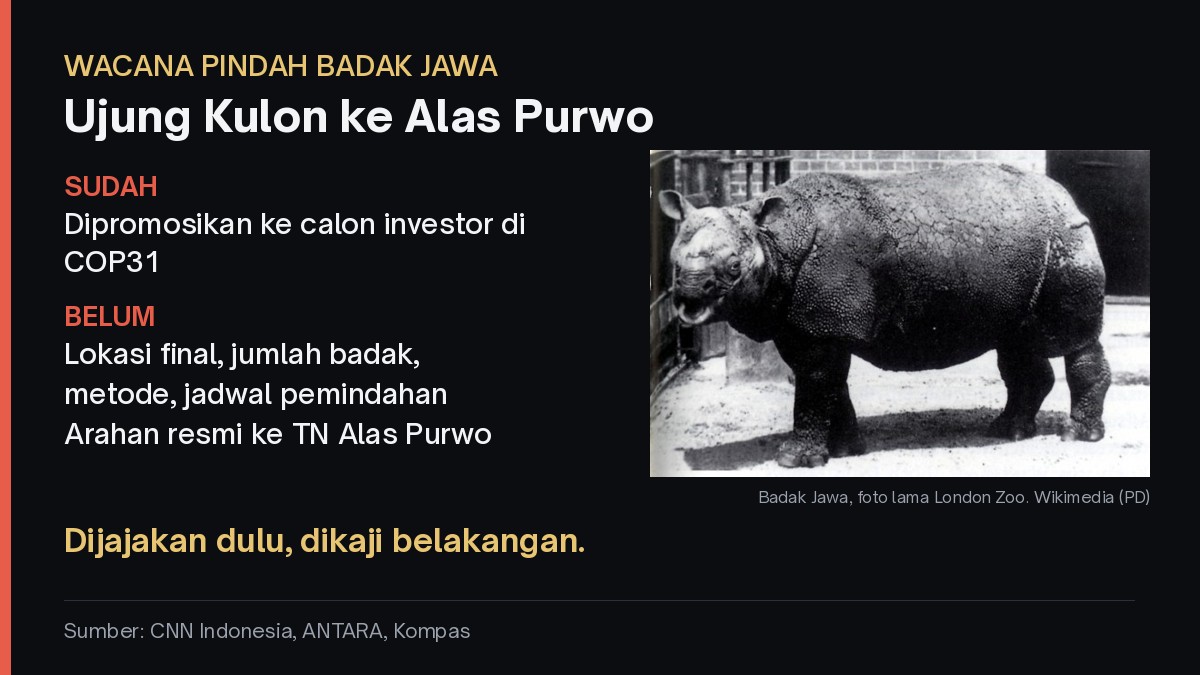 WACANA PINDAH BADAK JAWA
Ujung Kulon ke Alas Purwo
SUDAH
Dipromosikan ke calon investor di
COP31
BELUM
Lokasi final, jumlah badak,
metode, jadwal pemindahan
Arahan resmi ke TN Alas Purwo
Badak Jawa, foto lama London Zoo. Wikimedia (PD)
Dijajakan dulu, dikaji belakangan.
Sumber: CNN Indonesia, ANTARA, Kompas